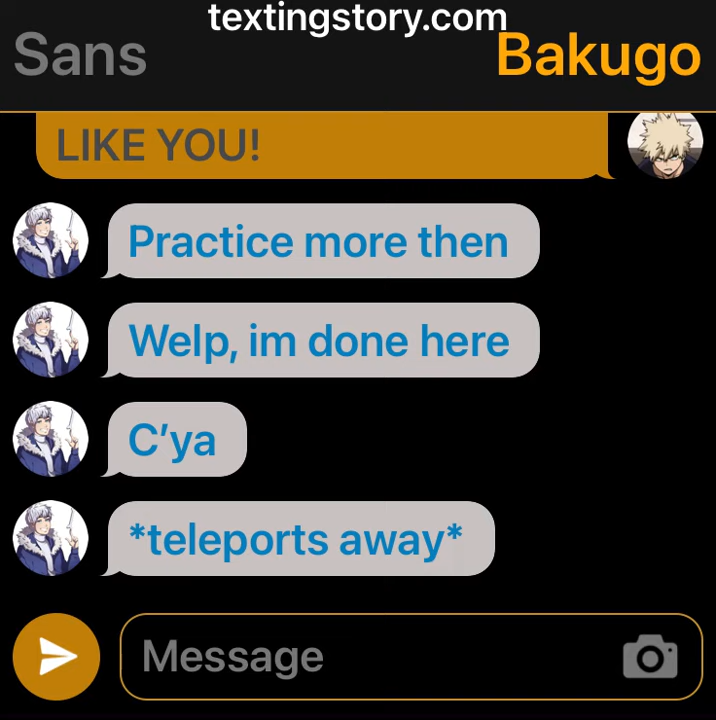 textingstory.com
Sans
Bakugo
LIKE YOU!
Practice more then
Welp, im done here
C'ya
*teleports away*
Message